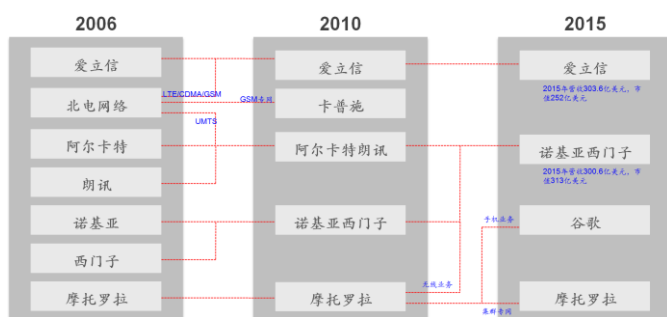 2006
2010
2015
爱立信
爱立信
爱立信
LTE/CDMA/GSM
2015年营收303.6亿美元，市
值252亿美元
北电网络
GSM专网
卡普施
UMTS
阿尔卡特
阿尔卡特朗讯
诺基亚西门子
2015年营收300.6亿美元，市
值313亿美元
朗讯
诺基亚
诺基亚西门子
手机业务
谷歌
西门子
无线业务
摩托罗拉
摩托罗拉
摩托罗拉
集群专网